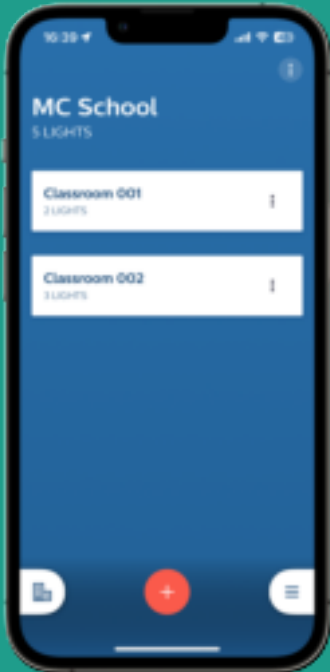 16:39
MC School
5 LIGHTS
Classroom 001
2 LIGHTS
Classroom 002
3 LIGHTS